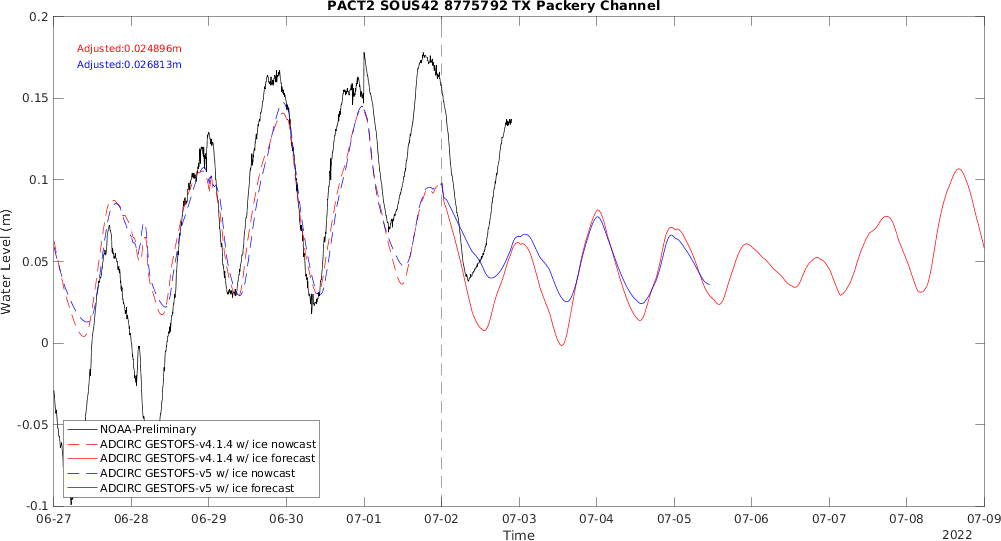 PACT2 SOUS42 8775792 TX Packery Channel
Adjusted:0.024896m
Adjusted:0.026813m
0.2
0.15
0.1
0.05
0
-0.05
-0.1
Water Level (m)
NOAA-Preliminary
ADCIRC GESTOFS-v4.1.4 w/ ice nowcast
ADCIRC GESTOFS-v4.1.4 w/ ice forecast
ADCIRC GESTOFS-v5 w/ ice nowcast
ADCIRC GESTOFS-v5 w/ ice forecast
06-27 06-28 06-29 06-30 07-01 07-02 07-03 07-04 07-05 07-06 07-07 07-08 07-09
Time
2022